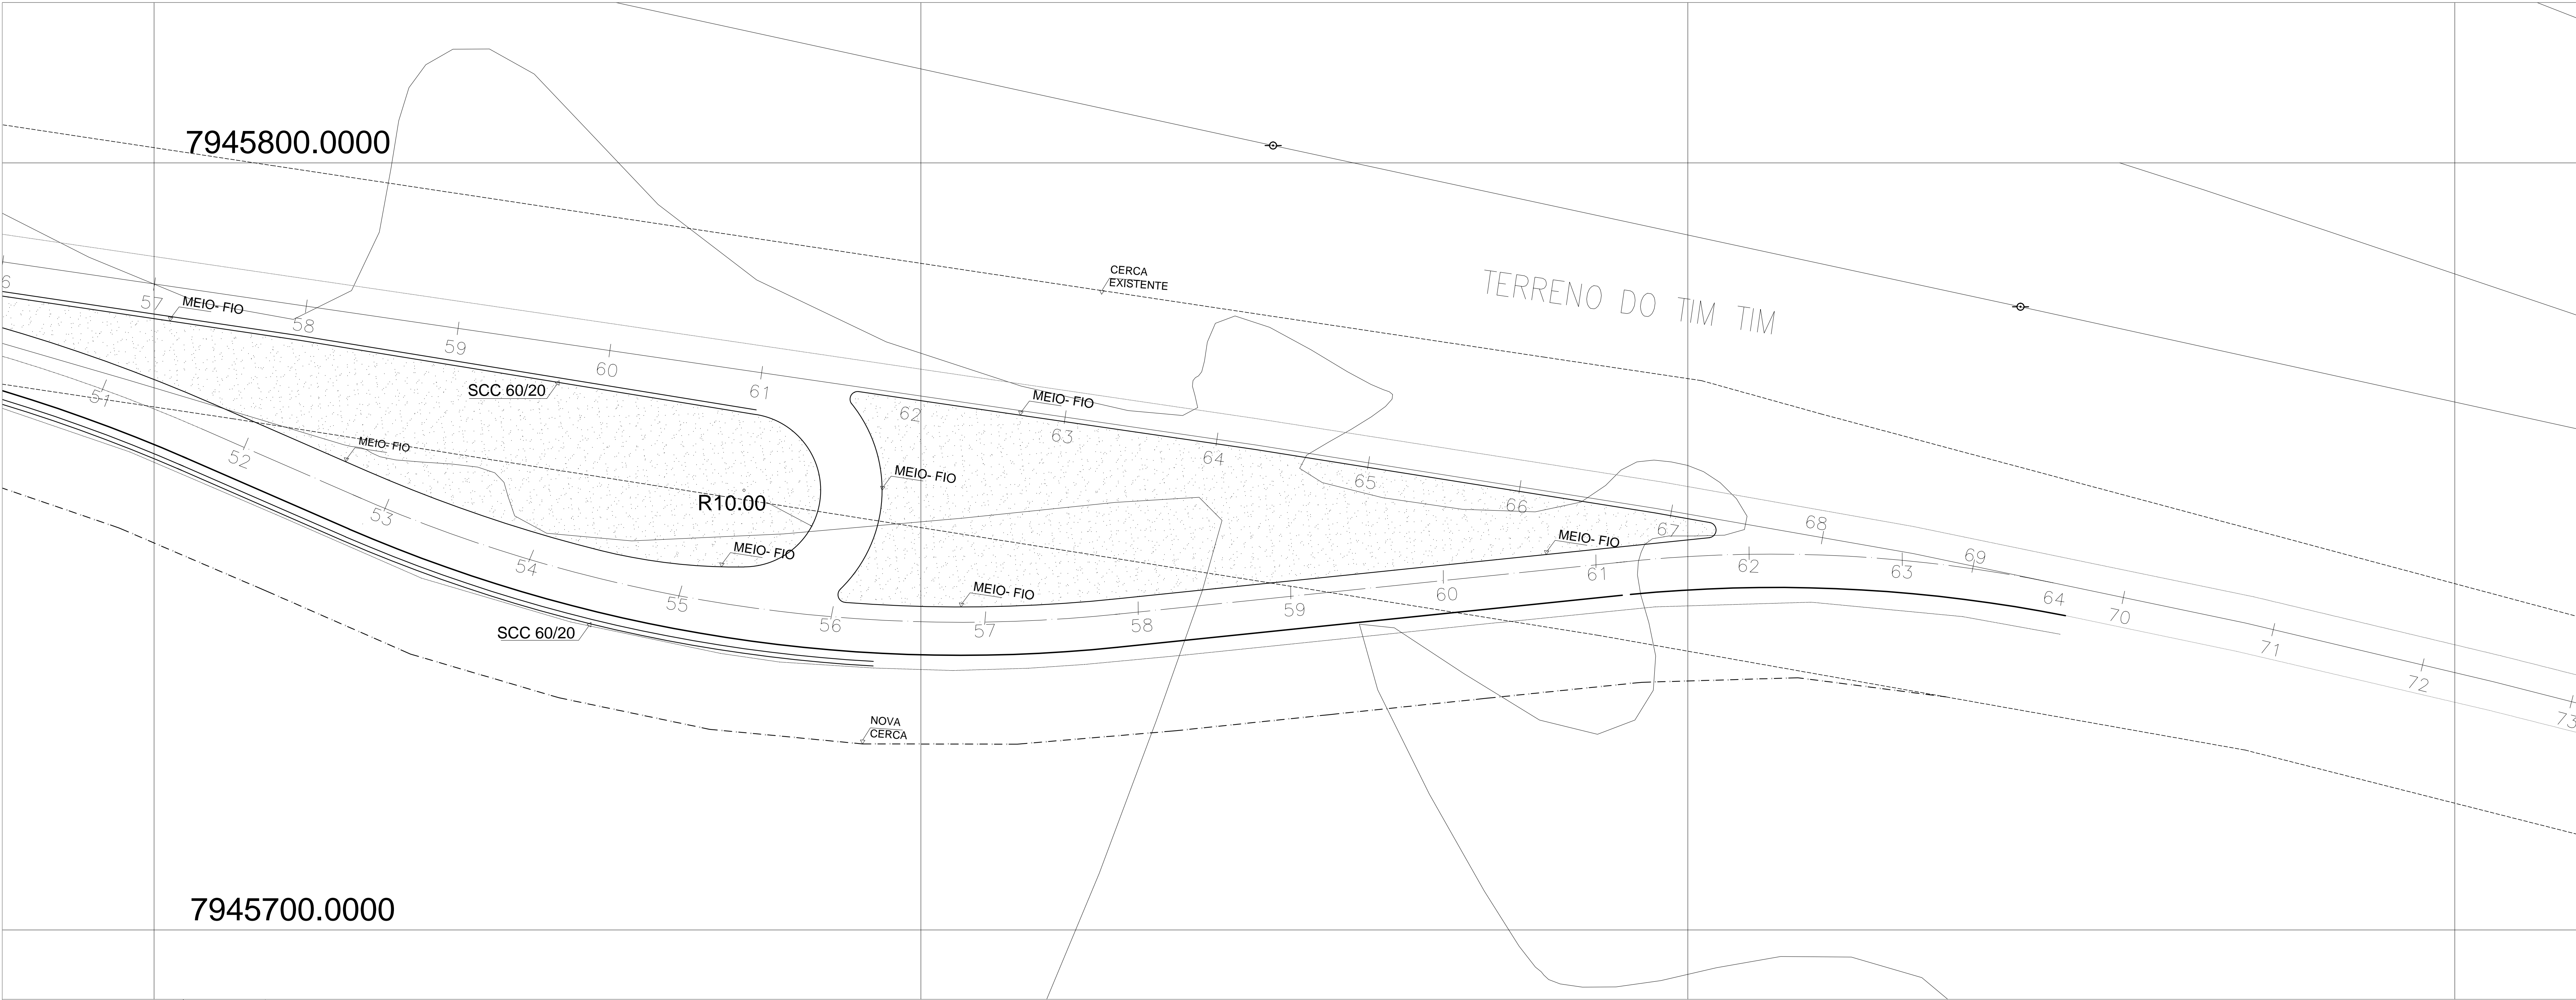 7945800.0000
CERCA
EXISTENTE
TERRENO DO TIM TIM
6
57
MEIO- FIO
58
59
60
61
SCC 60/20
51
MEIO- FIO
62
63
64
65
66
67
68
69
52
MEIO- FIO
MEIO- FIO
R10.00
53
MEIO- FIO
MEIO- FIO
54
55
MEIO- FIO
56
57
58
59
60
61
62
63
64
70
71
72
73
SCC 60/20
NOVA
CERCA
7945700.0000